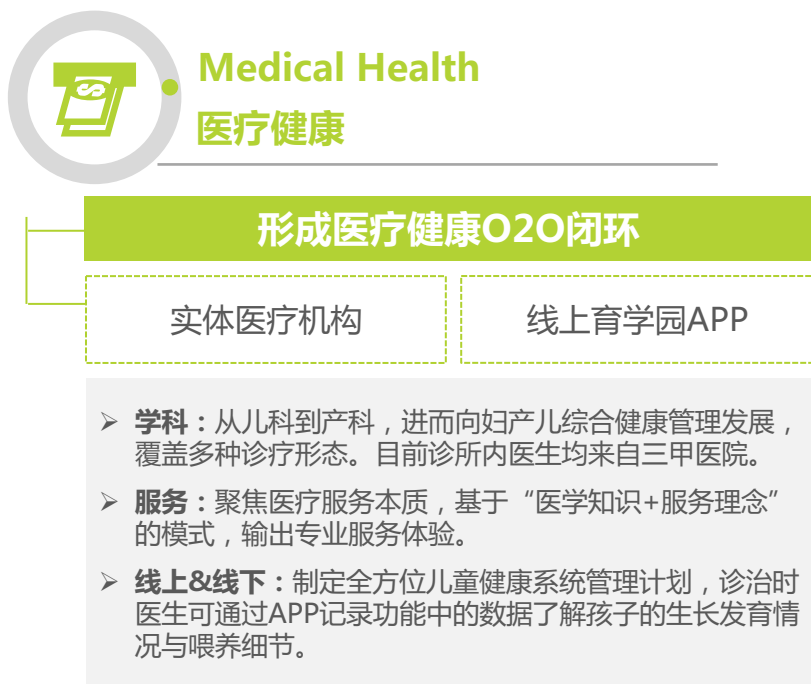 Medical Health
医疗健康
形成医疗健康O2O闭环
实体医疗机构
线上育学园APP
➢ 学科：从儿科到产科，进而向妇产儿综合健康管理发展，
覆盖多种诊疗形态。目前诊所内医生均来自三甲医院。
➢ 服务：聚焦医疗服务本质，基于“医学知识+服务理念”
的模式，输出专业服务体验。
➢ 线上&线下：制定全方位儿童健康系统管理计划，诊治时
医生可通过APP记录功能中的数据了解孩子的生长发育情
况与喂养细节。